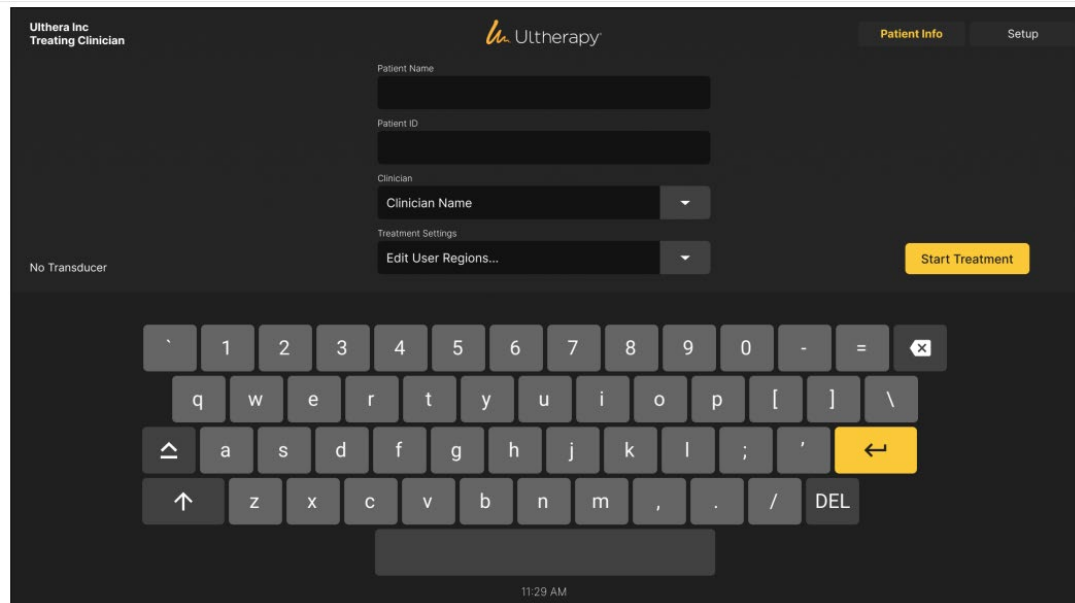 Ulthera Inc
Treating Clinician
Ultherapy
Patient Info
Setup
Patient Name
Patient ID
Clinician
Clinician Name
Treatment Settings
Edit User Regions...
No Transducer
Start Treatment
` 1 2 3 4 5 6 7 8 9 0 - =
q w e r t y u i o p [ ] \
a s d f g h j k l ; '
z x c v b n m , . / DEL
11:29 AM